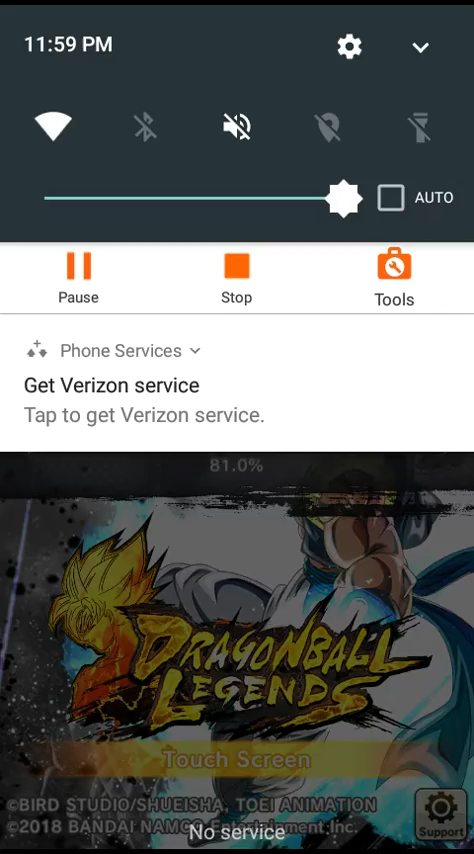 11:59 PM
AUTO
Pause Stop Tools
Phone Services
Get Verizon service
Tap to get Verizon service.
81.0%
DRAGONBALL
LEGENDS
Touch Screen
©BIRD STUDIO/SHUEISHA, TOEI ANIMATION
©2018 BANDAI NAMCO Entertainment Inc.
No service
Support